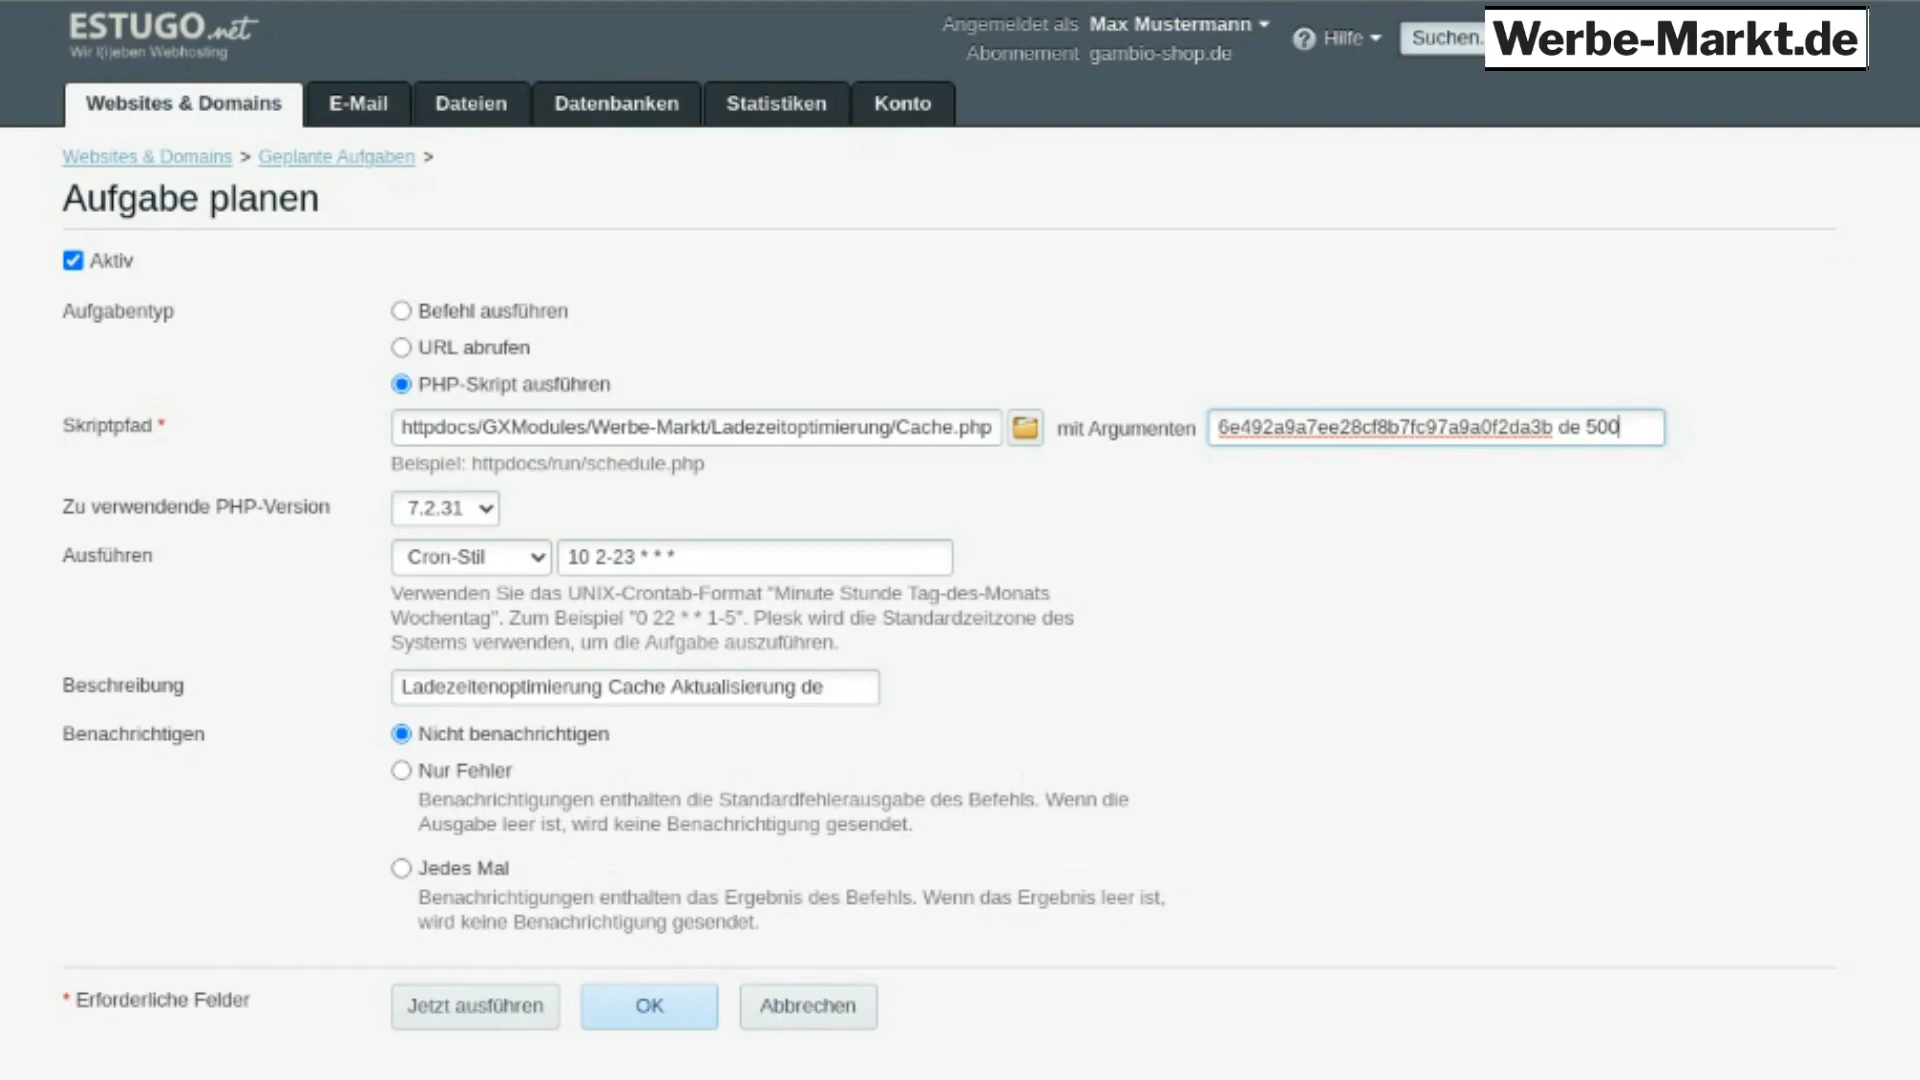 ESTUGO.net
Wir l(i)eben Webhosting
Angemeldet als Max Mustermann
Abonnement gambio-shop.de
Hilfe
Suchen.
Werbe-Markt.de
Websites & Domains
E-Mail
Dateien
Datenbanken
Statistiken
Konto
Websites & Domains > Geplante Aufgaben >
Aufgabe planen
Aktiv
Aufgabentyp
Befehl ausführen
URL abrufen
PHP-Skript ausführen
Skriptpfad *
httpdocs/GXModules/Werbe-Markt/Ladezeitoptimierung/Cache.php
mit Argumenten
6e492a9a7ee28cf8b7fc97a9a0f2da3b de 500
Beispiel: httpdocs/run/schedule.php
Zu verwendende PHP-Version
7.2.31
Ausführen
Cron-Stil
10 2-23 * * *
Verwenden Sie das UNIX-Crontab-Format "Minute Stunde Tag-des-Monats
Wochentag". Zum Beispiel "0 22 * * 1-5". Plesk wird die Standardzeitzone des
Systems verwenden, um die Aufgabe auszuführen.
Beschreibung
Ladezeitenoptimierung Cache Aktualisierung de
Benachrichtigen
Nicht benachrichtigen
Nur Fehler
Benachrichtigungen enthalten die Standardfehlerausgabe des Befehls. Wenn die
Ausgabe leer ist, wird keine Benachrichtigung gesendet.
Jedes Mal
Benachrichtigungen enthalten das Ergebnis des Befehls. Wenn das Ergebnis leer ist,
wird keine Benachrichtigung gesendet.
* Erforderliche Felder
Jetzt ausführen
OK
Abbrechen